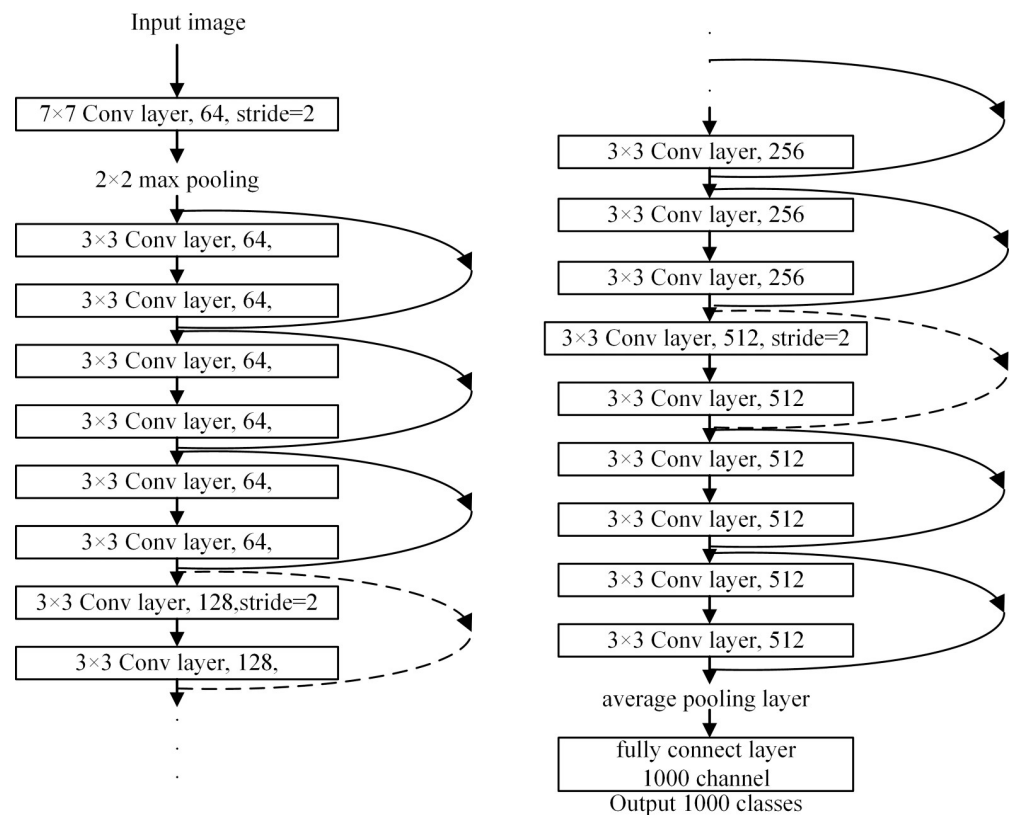 Input image
7×7 Conv layer, 64, stride=2
2×2 max pooling
3×3 Conv layer, 64,
3×3 Conv layer, 64,
3×3 Conv layer, 64,
3×3 Conv layer, 64,
3×3 Conv layer, 64,
3×3 Conv layer, 64,
3×3 Conv layer, 128,stride=2
3×3 Conv layer, 128,
3×3 Conv layer, 256
3×3 Conv layer, 256
3×3 Conv layer, 256
3×3 Conv layer, 512, stride=2
3×3 Conv layer, 512
3×3 Conv layer, 512
3×3 Conv layer, 512
3×3 Conv layer, 512
3×3 Conv layer, 512
average pooling layer
fully connect layer
1000 channel
Output 1000 classes